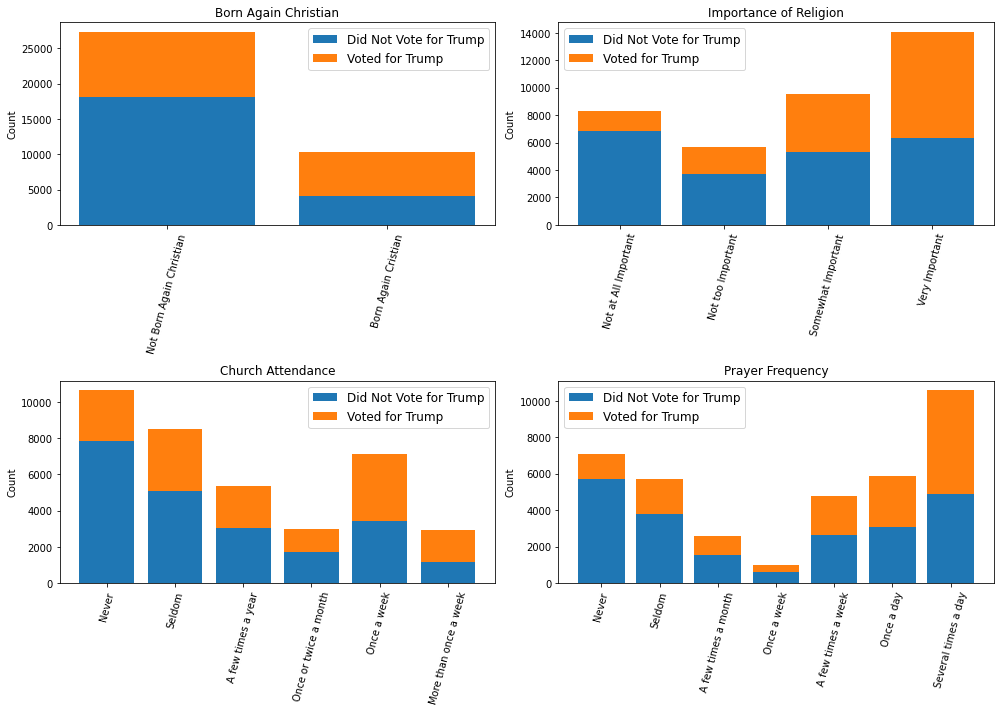 Born Again Christian
Count
25000
20000
15000
10000
5000
0
Did Not Vote for Trump
Voted for Trump
Not Born Again Christian
Born Again Cristian
Importance of Religion
Count
14000
12000
10000
8000
6000
4000
2000
0
Did Not Vote for Trump
Voted for Trump
Not at All Important
Not too Important
Somewhat Important
Very Important
Church Attendance
Count
10000
8000
6000
4000
2000
0
Did Not Vote for Trump
Voted for Trump
Never
Seldom
A few times a year
Once or twice a month
Once a week
More than once a week
Prayer Frequency
Count
10000
8000
6000
4000
2000
0
Did Not Vote for Trump
Voted for Trump
Never
Seldom
A few times a month
Once a week
A few times a week
Once a day
Several times a day